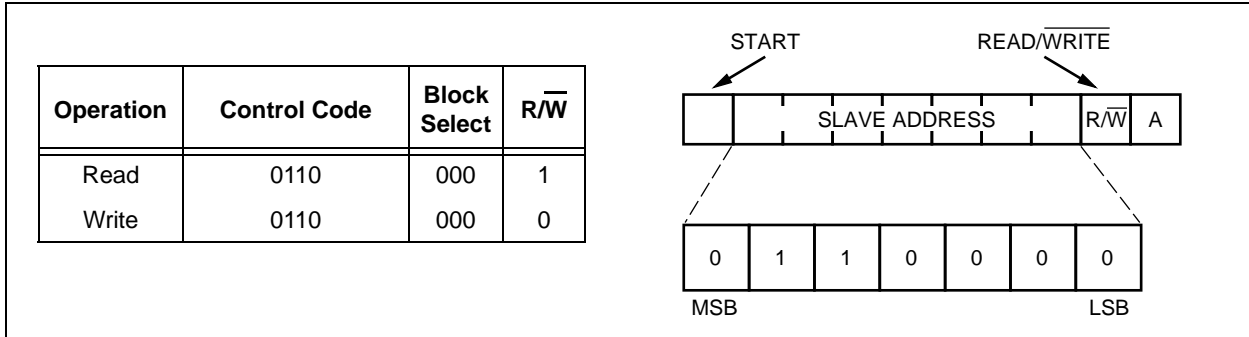 Operation Control Code Block Select R/W
Read 0110 000 1
Write 0110 000 0
START READ/WRITE
SLAVE ADDRESS R/W A
0 1 1 0 0 0 0
MSB LSB